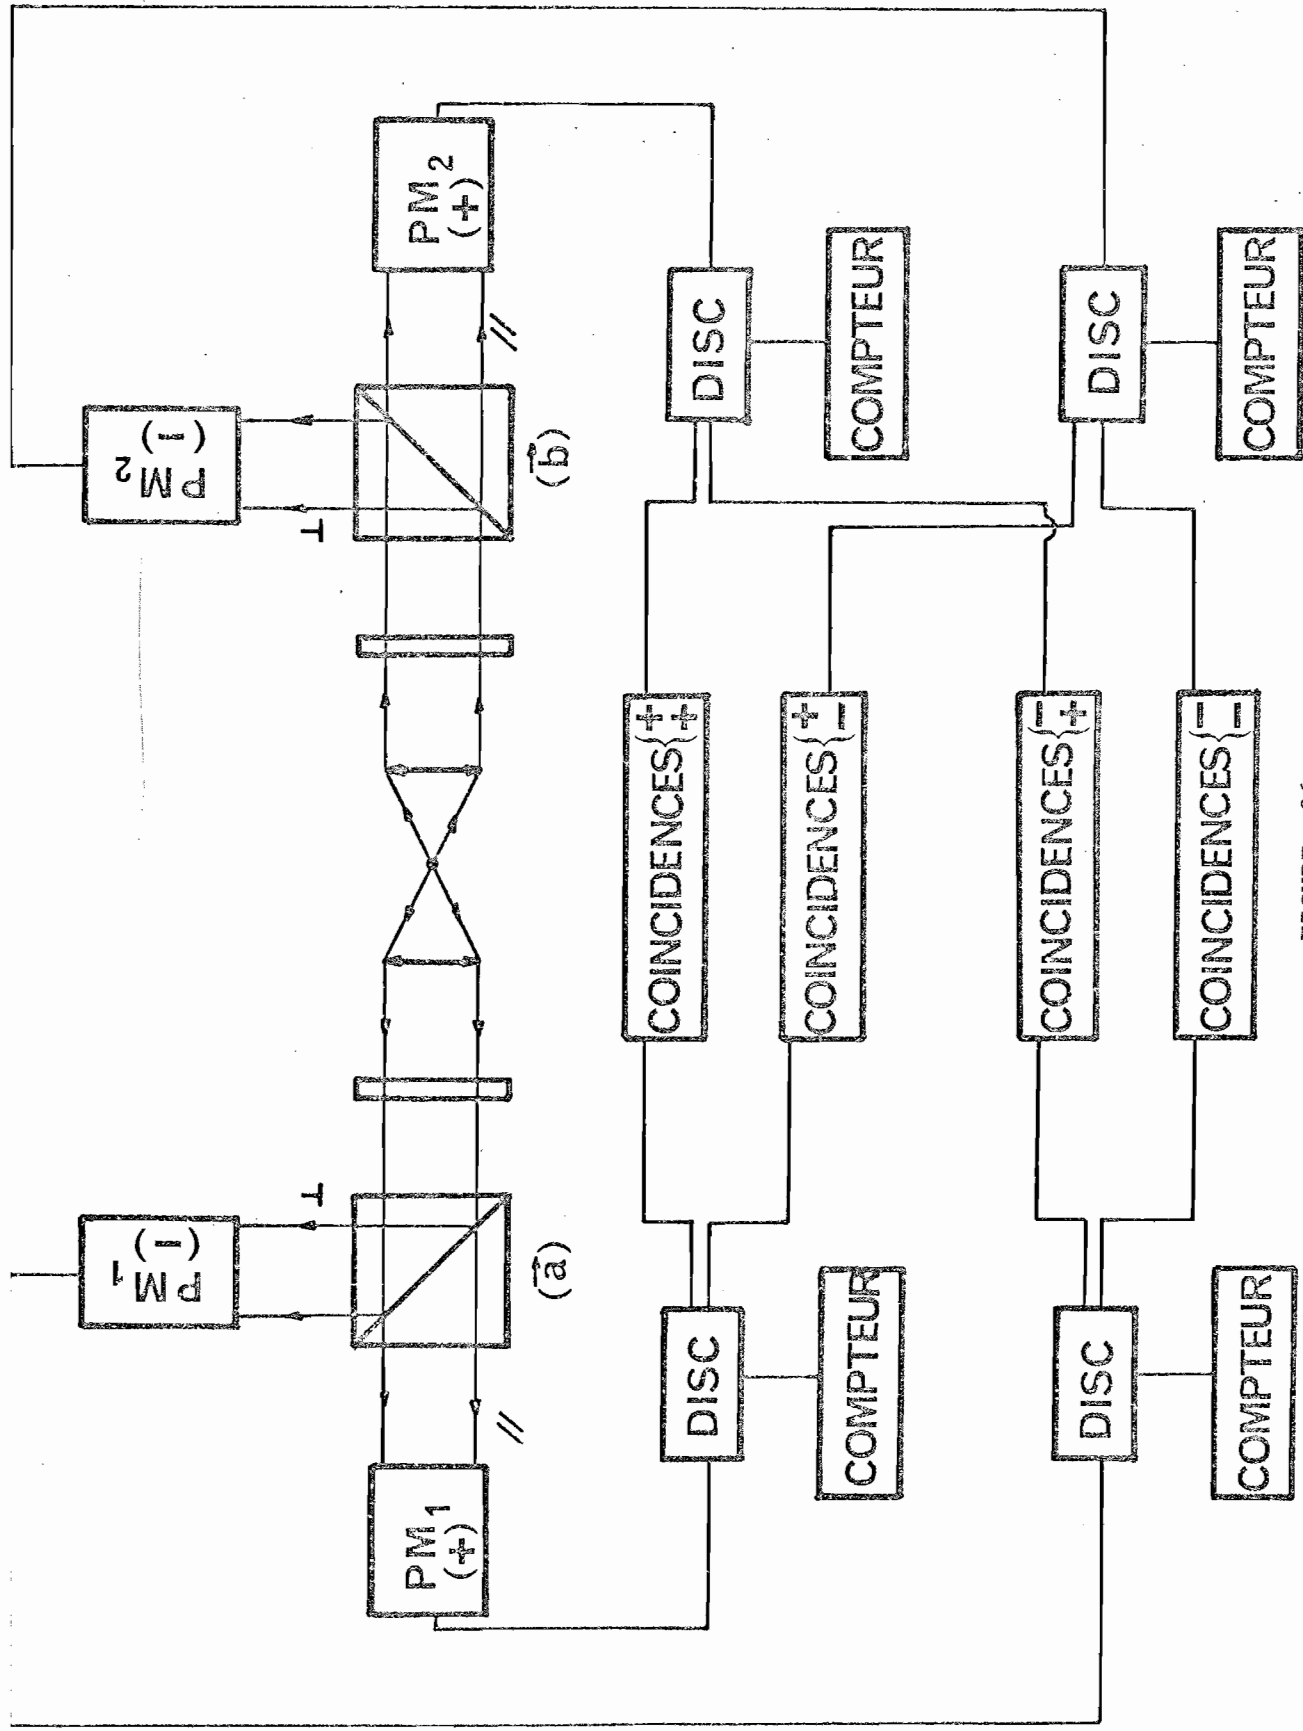 PM₁
(-)
PM₂
(-)
⊥
⊥
PM₁
(+)
PM₂
(+)
//
//
(a⃗)
(b⃗)
DISC
COINCIDENCES{+ +
DISC
COMPTEUR
COINCIDENCES{+ -
COMPTEUR
DISC
COINCIDENCES{- +
DISC
COMPTEUR
COINCIDENCES{- -
COMPTEUR